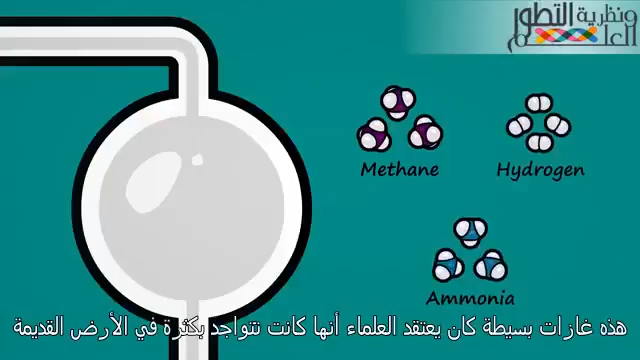 ونظرية التطور
العلم
Methane
Hydrogen
Ammonia
هذه غازات بسيطة كان يعتقد العلماء أنها كانت تتواجد بكثرة في الأرض القديمة